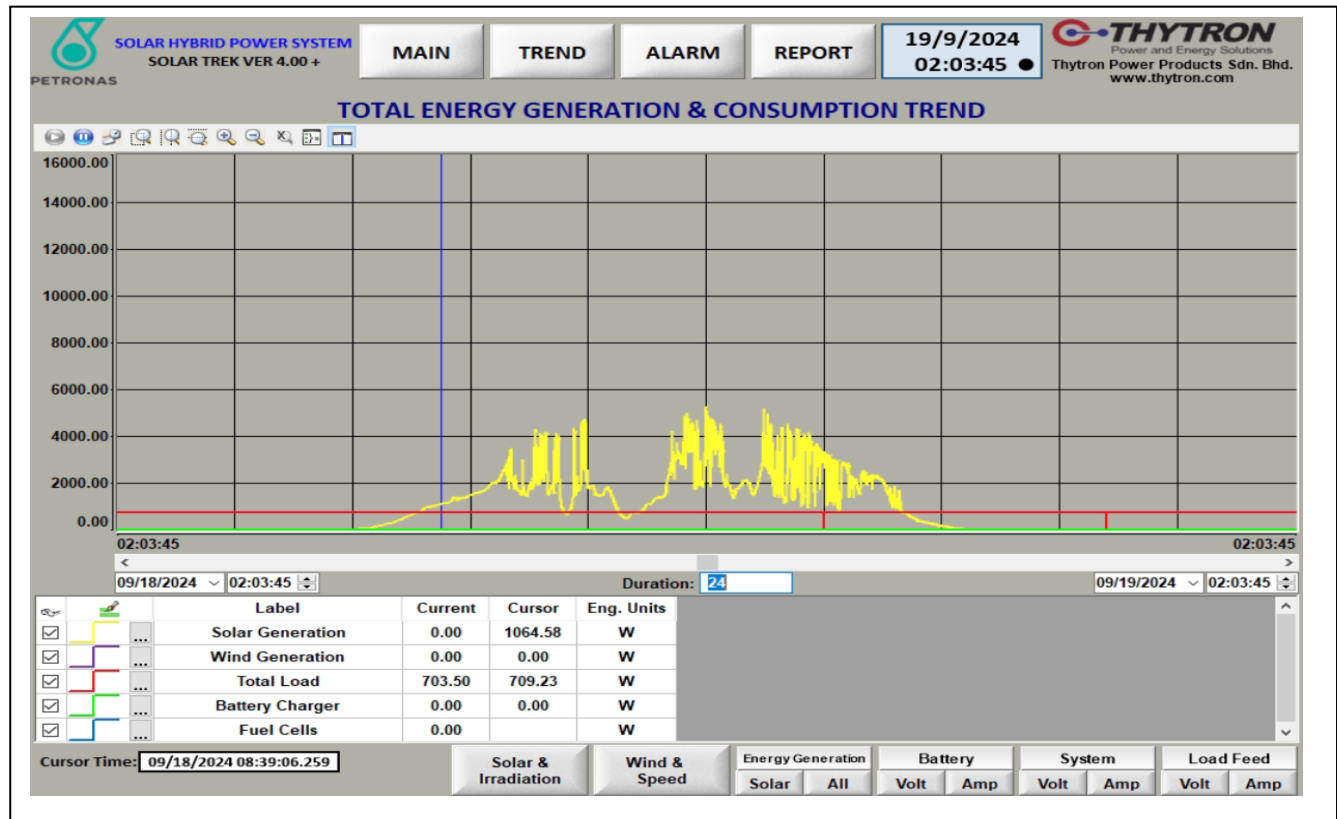 PETRONAS
SOLAR HYBRID POWER SYSTEM
SOLAR TREK VER 4.00 +
MAIN
TREND
ALARM
REPORT
19/9/2024
02:03:45
THYTRON
Power and Energy Solutions
Thytron Power Products Sdn. Bhd.
www.thytron.com
TOTAL ENERGY GENERATION & CONSUMPTION TREND
16000.00
14000.00
12000.00
10000.00
8000.00
6000.00
4000.00
2000.00
0.00
02:03:45 02:03:45
09/18/2024 02:03:45 Duration: 24 09/19/2024 02:03:45
Label Current Cursor Eng. Units
... Solar Generation 0.00 1064.58 W
... Wind Generation 0.00 0.00 W
... Total Load 703.50 709.23 W
... Battery Charger 0.00 0.00 W
... Fuel Cells 0.00 W
Cursor Time: 09/18/2024 08:39:06.259
Solar &
Irradiation
Wind &
Speed
Energy Generation
Solar All
Battery
Volt Amp
System
Volt Amp
Load Feed
Volt Amp